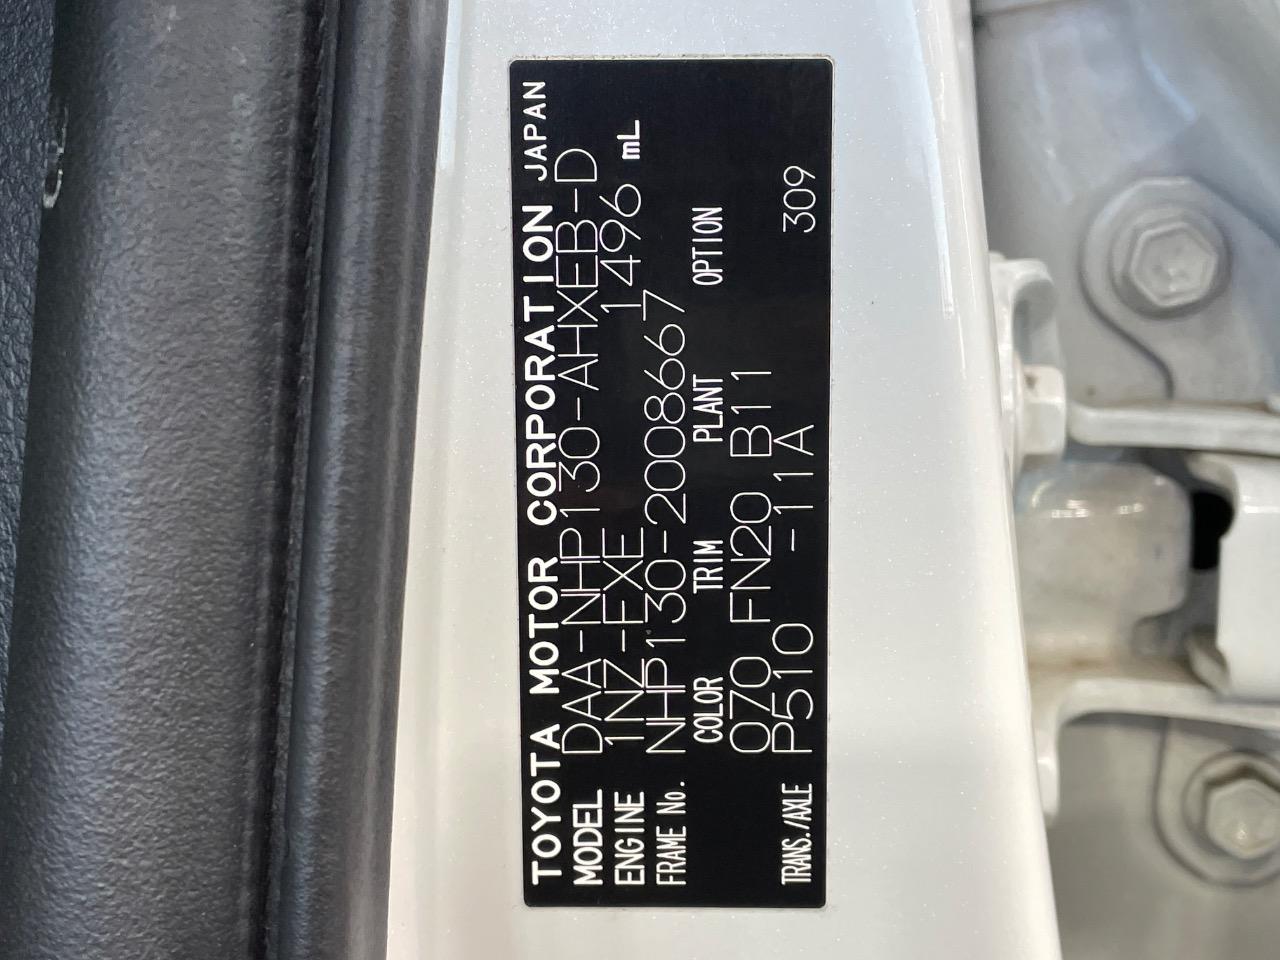 TOYOTA MOTOR CORPORATION JAPAN
MODEL DAA-NHP130-AHXEB-D
ENGINE 1NZ-FXE 1496 mL
FRAME No. NHP130-2008667
COLOR TRIM PLANT OPTION
070 FN20 B11
TRANS./AXLE P510 -11A 309